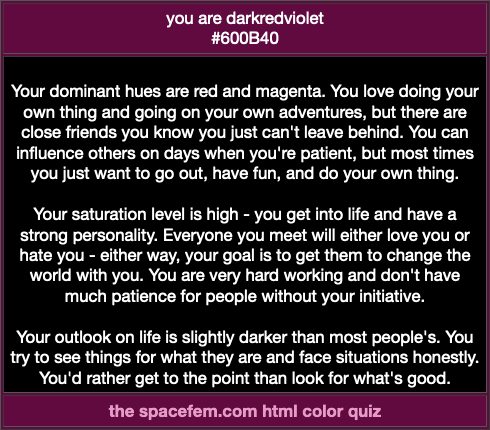 you are darkredviolet
#600B40
Your dominant hues are red and magenta. You love doing your
own thing and going on your own adventures, but there are
close friends you know you just can't leave behind. You can
influence others on days when you're patient, but most times
you just want to go out, have fun, and do your own thing.
Your saturation level is high - you get into life and have a
strong personality. Everyone you meet will either love you or
hate you - either way, your goal is to get them to change the
world with you. You are very hard working and don't have
much patience for people without your initiative.
Your outlook on life is slightly darker than most people's. You
try to see things for what they are and face situations honestly.
You'd rather get to the point than look for what's good.
the spacefem.com html color quiz